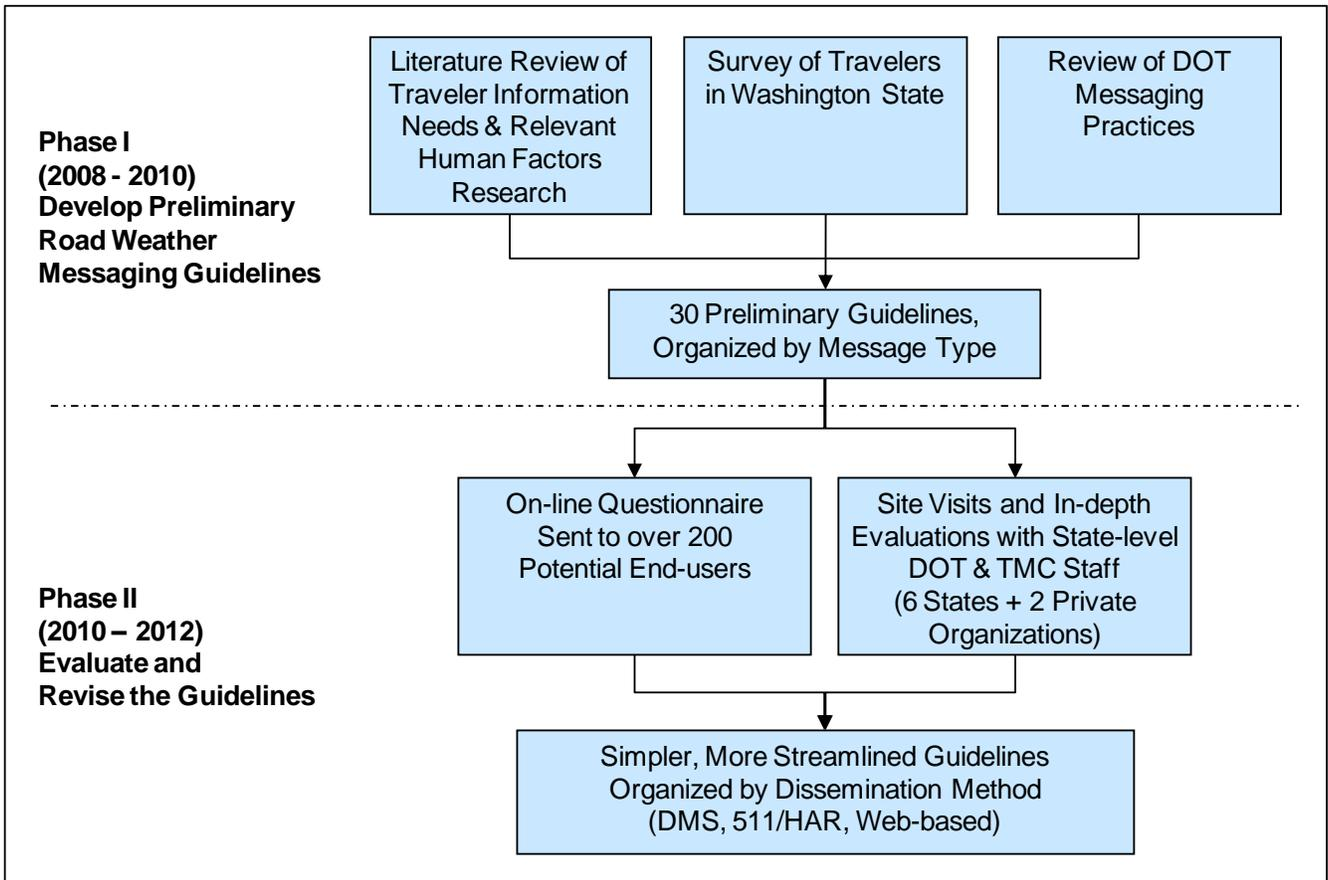 Phase I
(2008 - 2010)
Develop Preliminary
Road Weather
Messaging Guidelines
Literature Review of
Traveler Information
Needs & Relevant
Human Factors
Research
Survey of Travelers
in Washington State
Review of DOT
Messaging
Practices
30 Preliminary Guidelines,
Organized by Message Type
Phase II
(2010 – 2012)
Evaluate and
Revise the Guidelines
On-line Questionnaire
Sent to over 200
Potential End-users
Site Visits and In-depth
Evaluations with State-level
DOT & TMC Staff
(6 States + 2 Private
Organizations)
Simpler, More Streamlined Guidelines
Organized by Dissemination Method
(DMS, 511/HAR, Web-based)